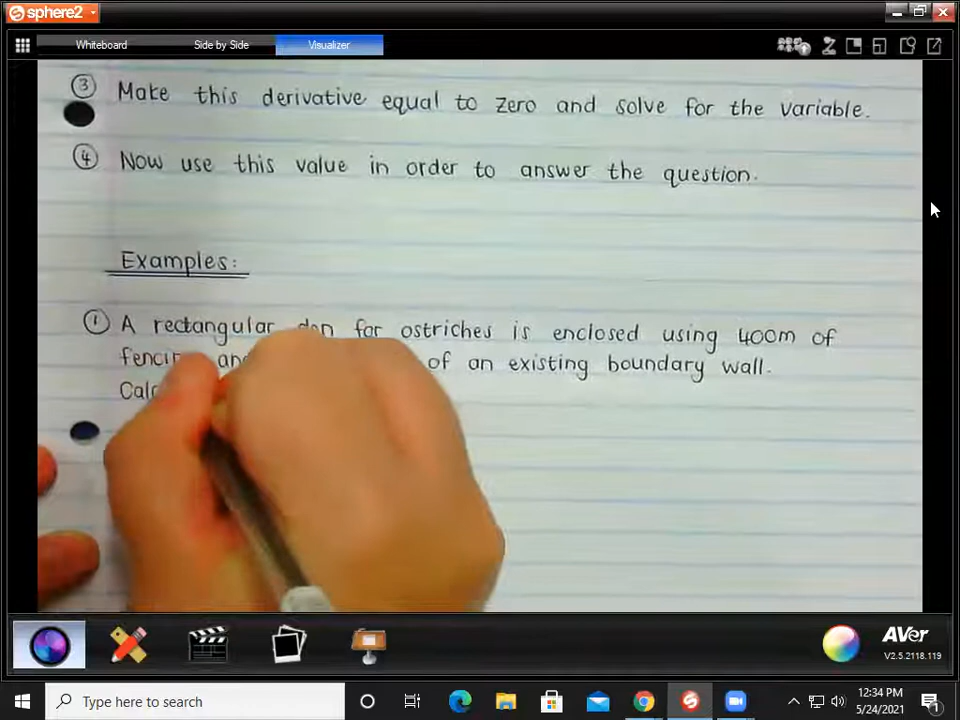 sphere2
Whiteboard
Side by Side
Visualizer
③ Make this derivative equal to zero and solve for the variable.
④ Now use this value in order to answer the question.
Examples:
① A rectangular for ostriches is enclosed using 400m of
of an existing boundary wall.
AVer
V2.5.2118.119
Type here to search
12:34 PM
5/24/2021
1